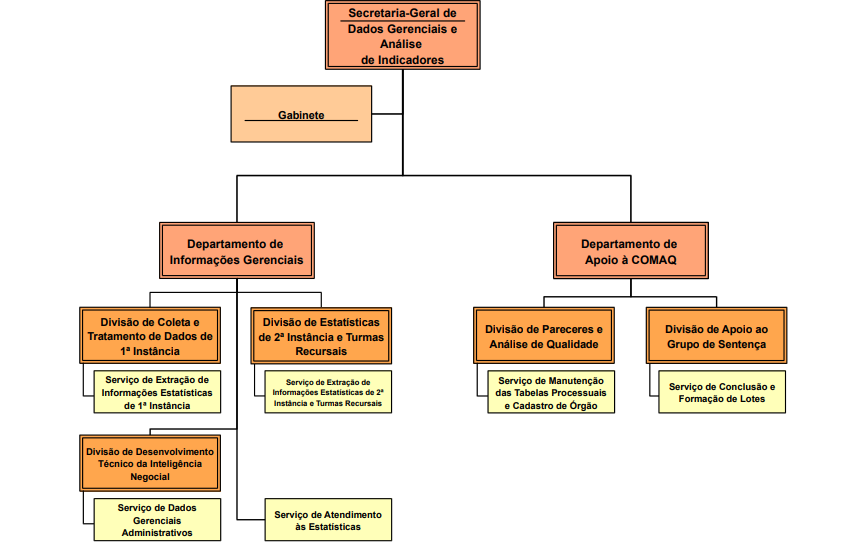 Secretaria-Geral de
Dados Gerenciais e
Análise
de Indicadores
Gabinete
Departamento de
Informações Gerenciais
Departamento de
Apoio à COMAQ
Divisão de Coleta e
Tratamento de Dados de
1ª Instância
Divisão de Estatísticas
de 2ª Instância e Turmas
Recursais
Divisão de Pareceres e
Análise de Qualidade
Divisão de Apoio ao
Grupo de Sentença
Serviço de Extração de
Informações Estatísticas
de 1ª Instância
Serviço de Extração de
Informações Estatísticas de 2ª
Instância e Turmas Recursais
Serviço de Manutenção
das Tabelas Processuais
e Cadastro de Órgão
Serviço de Conclusão e
Formação de Lotes
Divisão de Desenvolvimento
Técnico da Inteligência
Negocial
Serviço de Dados
Gerenciais
Administrativos
Serviço de Atendimento
às Estatísticas